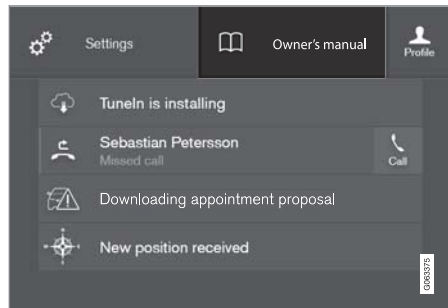 Settings
Owner's manual
Profile
TuneIn is installing
Sebastian Petersson
Missed call
Call
Downloading appointment proposal
New position received
G063375